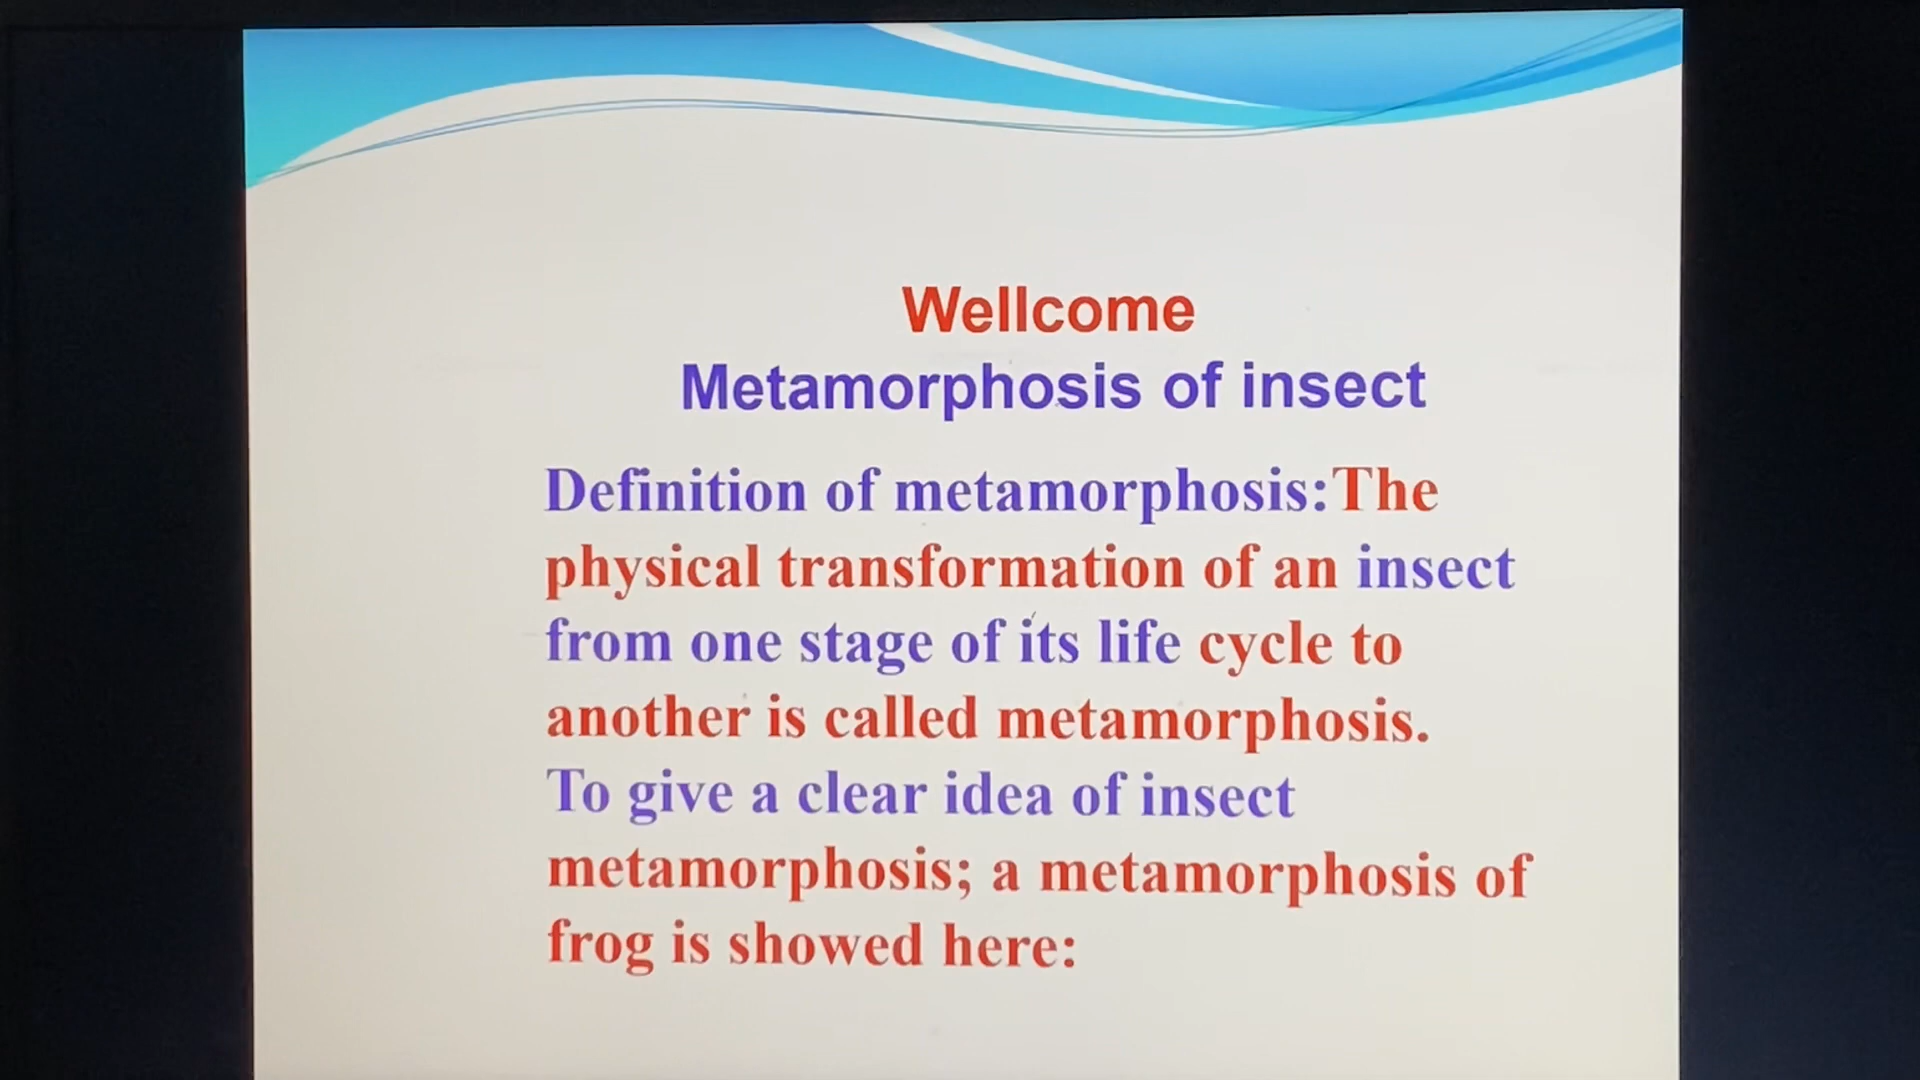 Wellcome
Metamorphosis of insect
Definition of metamorphosis:The
physical transformation of an insect
from one stage of its life cycle to
another is called metamorphosis.
To give a clear idea of insect
metamorphosis; a metamorphosis of
frog is showed here: